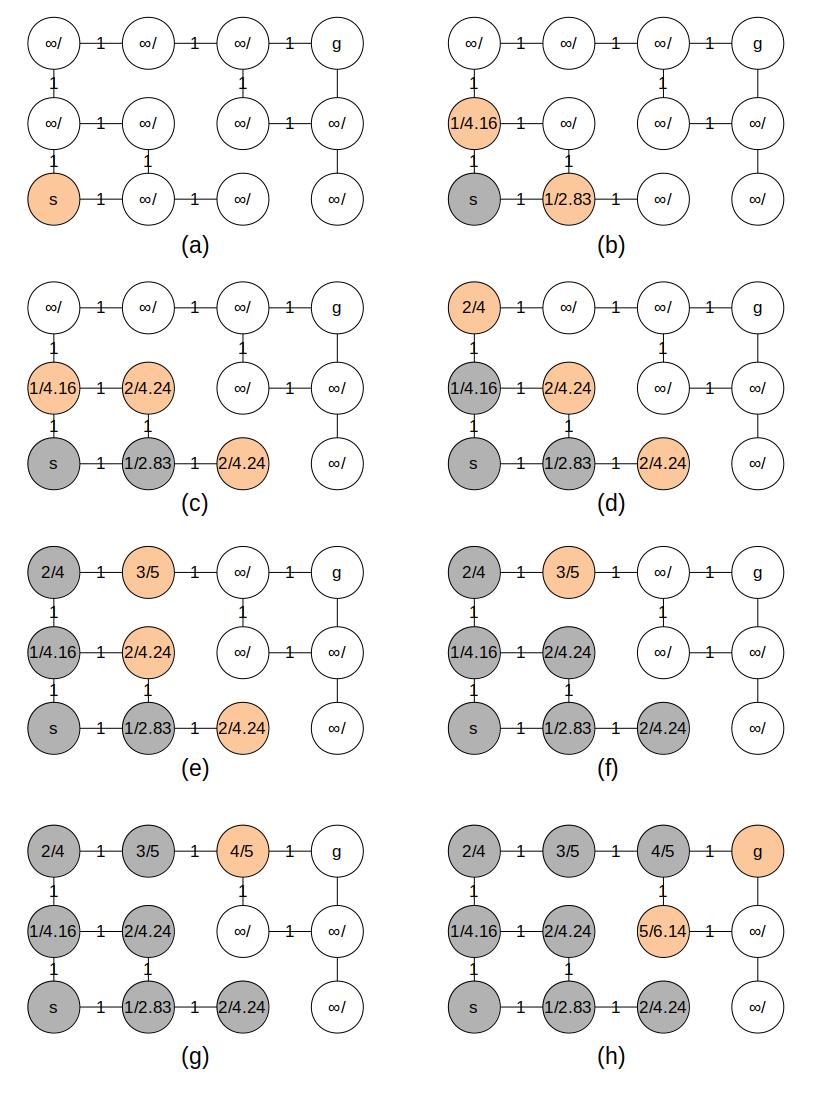 ∞/ 1 ∞/ 1 ∞/ 1 g
1 1
∞/ 1 ∞/ ∞/ 1 ∞/
1 1
s 1 ∞/ 1 ∞/ ∞/
(a)
∞/ 1 ∞/ 1 ∞/ 1 g
1 1
1/4.16 1 ∞/ ∞/ 1 ∞/
1 1
s 1 1/2.83 1 ∞/ ∞/
(b)
∞/ 1 ∞/ 1 ∞/ 1 g
1 1
1/4.16 1 2/4.24 ∞/ 1 ∞/
1 1
s 1 1/2.83 1 2/4.24 ∞/
(c)
2/4 1 ∞/ 1 ∞/ 1 g
1 1
1/4.16 1 2/4.24 ∞/ 1 ∞/
1 1
s 1 1/2.83 1 2/4.24 ∞/
(d)
2/4 1 3/5 1 ∞/ 1 g
1 1
1/4.16 1 2/4.24 ∞/ 1 ∞/
1 1
s 1 1/2.83 1 2/4.24 ∞/
(e)
2/4 1 3/5 1 ∞/ 1 g
1 1
1/4.16 1 2/4.24 ∞/ 1 ∞/
1 1
s 1 1/2.83 1 2/4.24 ∞/
(f)
2/4 1 3/5 1 4/5 1 g
1 1
1/4.16 1 2/4.24 ∞/ 1 ∞/
1 1
s 1 1/2.83 1 2/4.24 ∞/
(g)
2/4 1 3/5 1 4/5 1 g
1 1
1/4.16 1 2/4.24 5/6.14 1 ∞/
1 1
s 1 1/2.83 1 2/4.24 ∞/
(h)